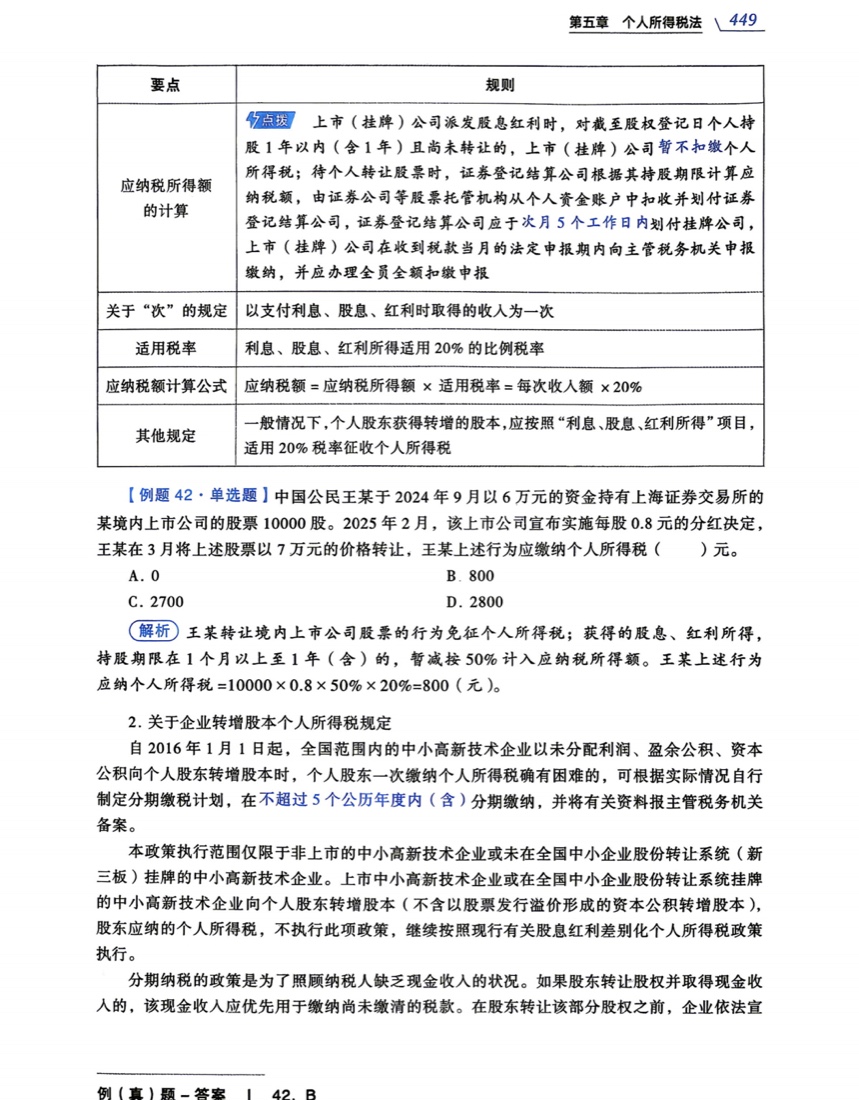 第五章 个人所得税法 449
要点 规则
应纳税所得额
的计算
点拨 上市（挂牌）公司派发股息红利时，对截至股权登记日个人持
股1年以内（含1年）且尚未转让的，上市（挂牌）公司暂不扣缴个人
所得税；待个人转让股票时，证券登记结算公司根据其持股期限计算应
纳税额，由证券公司等股票托管机构从个人资金账户中扣收并划付证券
登记结算公司，证券登记结算公司应于次月5个工作日内划付挂牌公司，
上市（挂牌）公司在收到税款当月的法定申报期内向主管税务机关申报
缴纳，并应办理全员全额扣缴申报
关于“次”的规定 以支付利息、股息、红利时取得的收入为一次
适用税率 利息、股息、红利所得适用20%的比例税率
应纳税额计算公式 应纳税额=应纳税所得额×适用税率=每次收入额×20%
其他规定
一般情况下，个人股东获得转增的股本，应按照“利息、股息、红利所得”项目，
适用20%税率征收个人所得税
【例题42·单选题】中国公民王某于2024年9月以6万元的资金持有上海证券交易所的
某境内上市公司的股票10000股。2025年2月，该上市公司宣布实施每股0.8元的分红决定，
王某在3月将上述股票以7万元的价格转让，王某上述行为应缴纳个人所得税（ ）元。
A. 0 B. 800
C. 2700 D. 2800
解析 王某转让境内上市公司股票的行为免征个人所得税；获得的股息、红利所得，
持股期限在1个月以上至1年（含）的，暂减按50%计入应纳税所得额。王某上述行为
应纳个人所得税=10000×0.8×50%×20%=800（元）。
2. 关于企业转增股本个人所得税规定
自2016年1月1日起，全国范围内的中小高新技术企业以未分配利润、盈余公积、资本
公积向个人股东转增股本时，个人股东一次缴纳个人所得税确有困难的，可根据实际情况自行
制定分期缴税计划，在不超过5个公历年度内（含）分期缴纳，并将有关资料报主管税务机关
备案。
本政策执行范围仅限于非上市的中小高新技术企业或未在全国中小企业股份转让系统（新
三板）挂牌的中小高新技术企业。上市中小高新技术企业或在全国中小企业股份转让系统挂牌
的中小高新技术企业向个人股东转增股本（不含以股票发行溢价形成的资本公积转增股本），
股东应纳的个人所得税，不执行此项政策，继续按照现行有关股息红利差别化个人所得税政策
执行。
分期纳税的政策是为了照顾纳税人缺乏现金收入的状况。如果股东转让股权并取得现金收
入的，该现金收入应优先用于缴纳尚未缴清的税款。在股东转让该部分股权之前，企业依法宣
例（真）题－答案 | 42. B